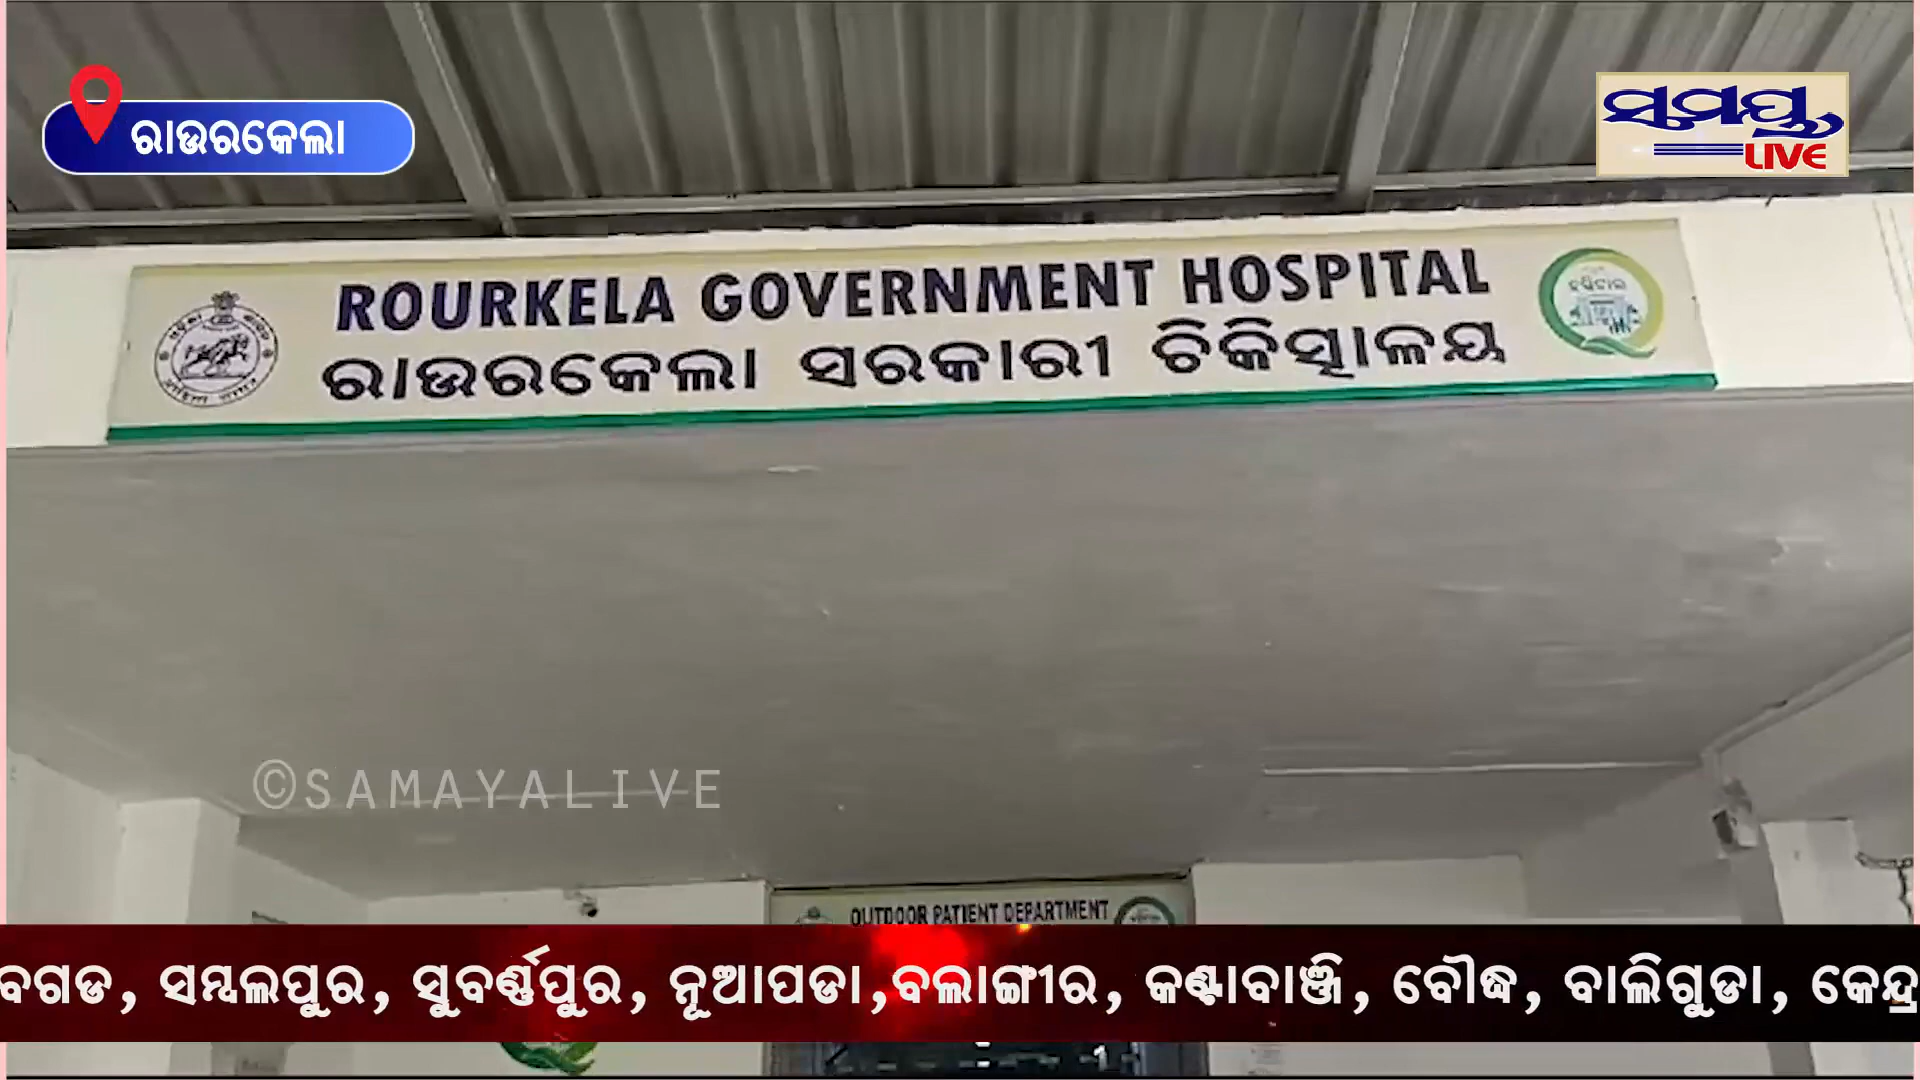 ରାଉରକେଲା
ସମୟ
LIVE
ROURKELA GOVERNMENT HOSPITAL
ରାଉରକେଲା ସରକାରୀ ଚିକିତ୍ସାଳୟ
©SAMAYALIVE
OUTDOOR PATIENT DEPARTMENT
ବଗଡ, ସମ୍ବଲପୁର, ସୁବର୍ଣ୍ଣପୁର, ନୂଆପଡା,ବଲାଙ୍ଗୀର, କଣ୍ଟାବାଞ୍ଜି, ବୌଦ୍ଧ, ବାଲିଗୁଡା, କେନ୍ଦ୍ର